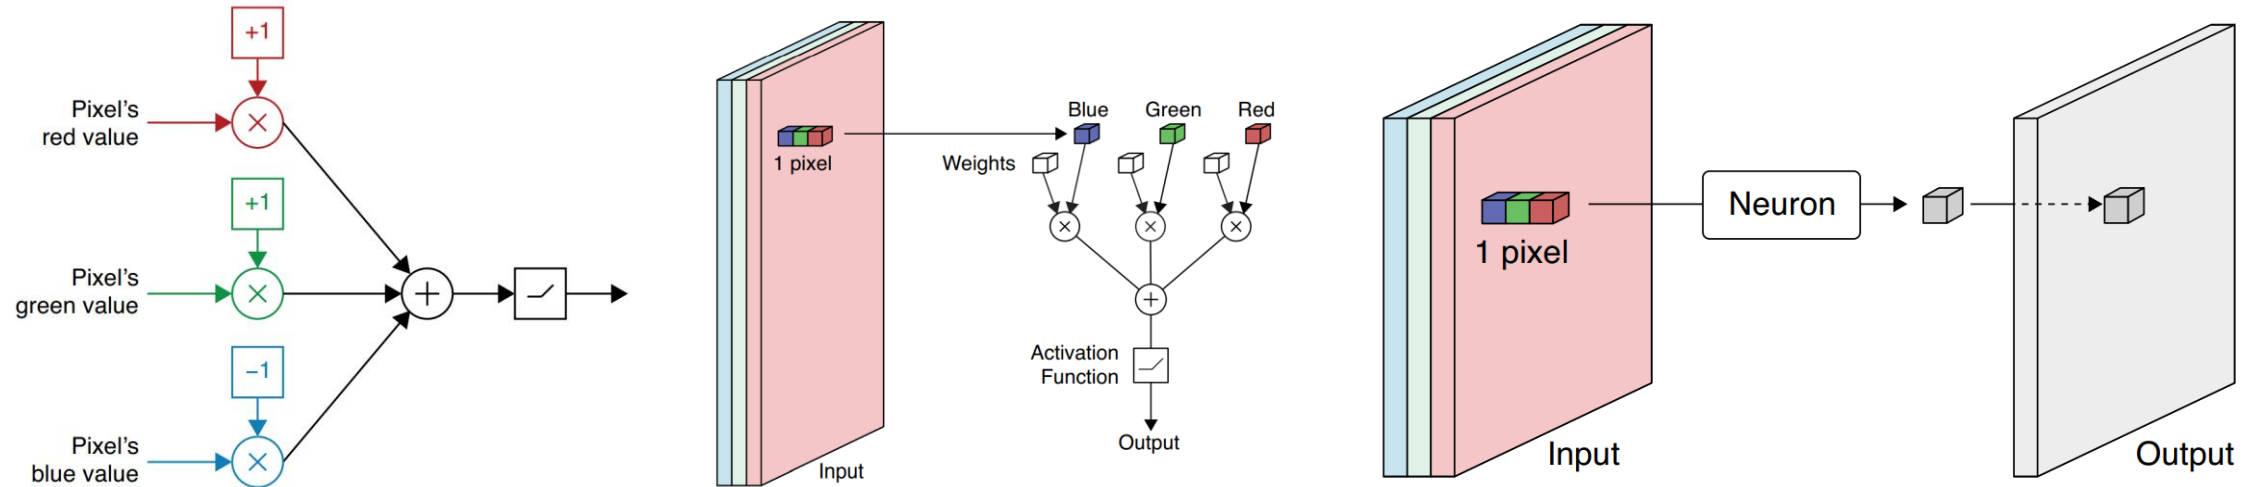 +1
Pixel's
red value
×
+1
Pixel's
green value
×
+
−1
Pixel's
blue value
×
1 pixel
Input
Blue Green Red
Weights
× × ×
+
Activation
Function
Output
1 pixel
Input
Neuron
Output